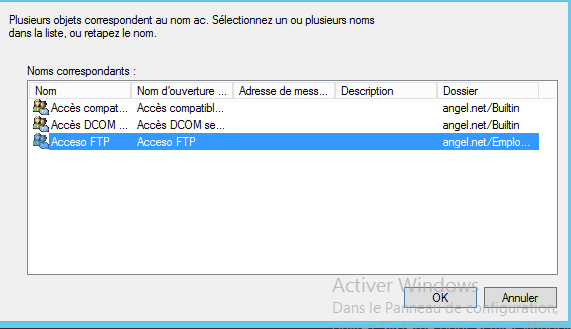 Plusieurs objets correspondent au nom ac. Sélectionnez un ou plusieurs noms
dans la liste, ou retapez le nom.
Noms correspondants :
Nom Nom d'ouverture ... Adresse de mess... Description Dossier
Accès compat... Accès compatibl... angel.net/Builtin
Accès DCOM ... Accès DCOM se... angel.net/Builtin
Acceso FTP Acceso FTP angel.net/Emplo...
Activer Windows
OK Annuler
Dans le Panneau de configuration,